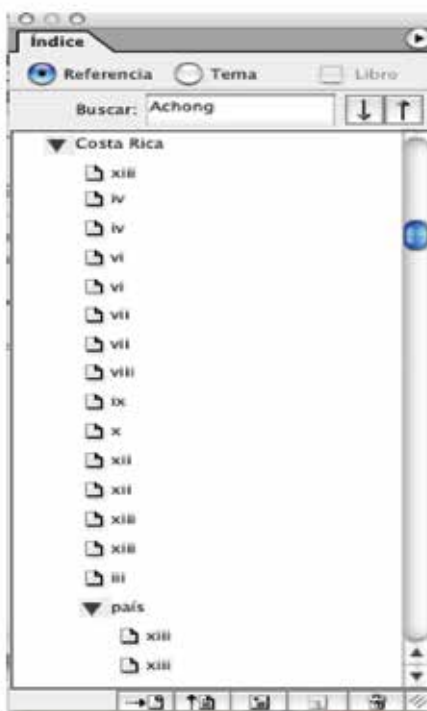 Índice
Referencia Tema Libro
Buscar: Achong
Costa Rica
xiii
iv
iv
vi
vi
vii
vii
viii
ix
x
xii
xii
xiii
xiii
iii
país
xiii
xiii